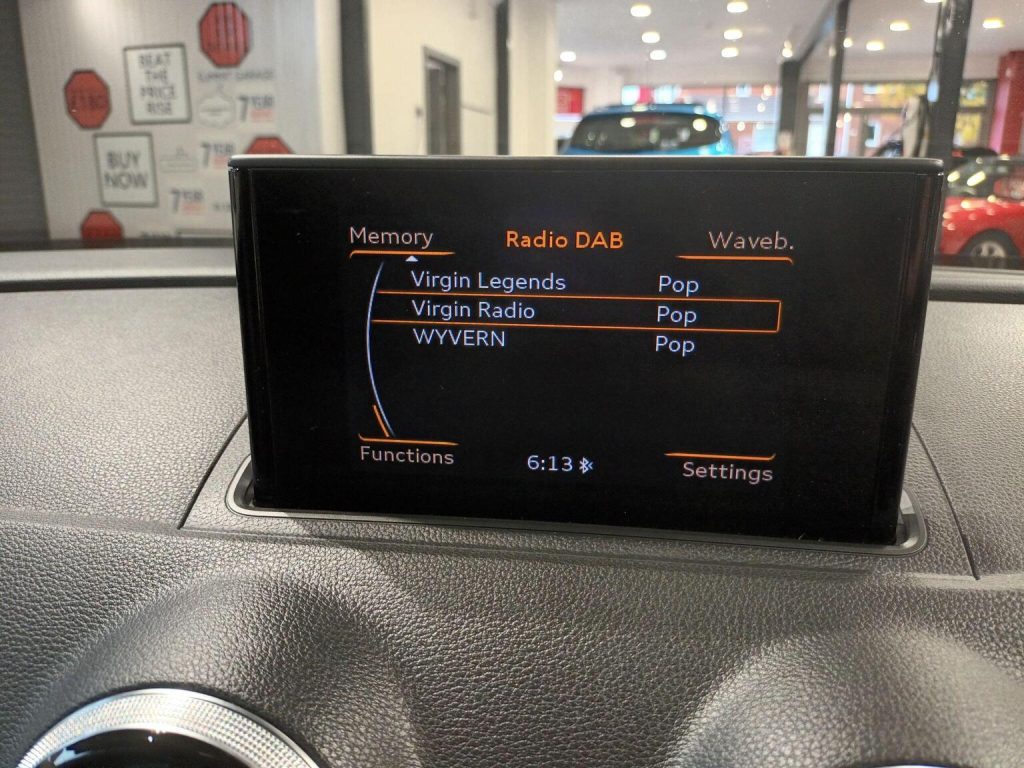 BEAT
THE
PRICE
RISE
BUY
NOW
Memory
Radio DAB
Waveb.
Virgin Legends Pop
Virgin Radio Pop
WYVERN Pop
Functions
6:13
Settings